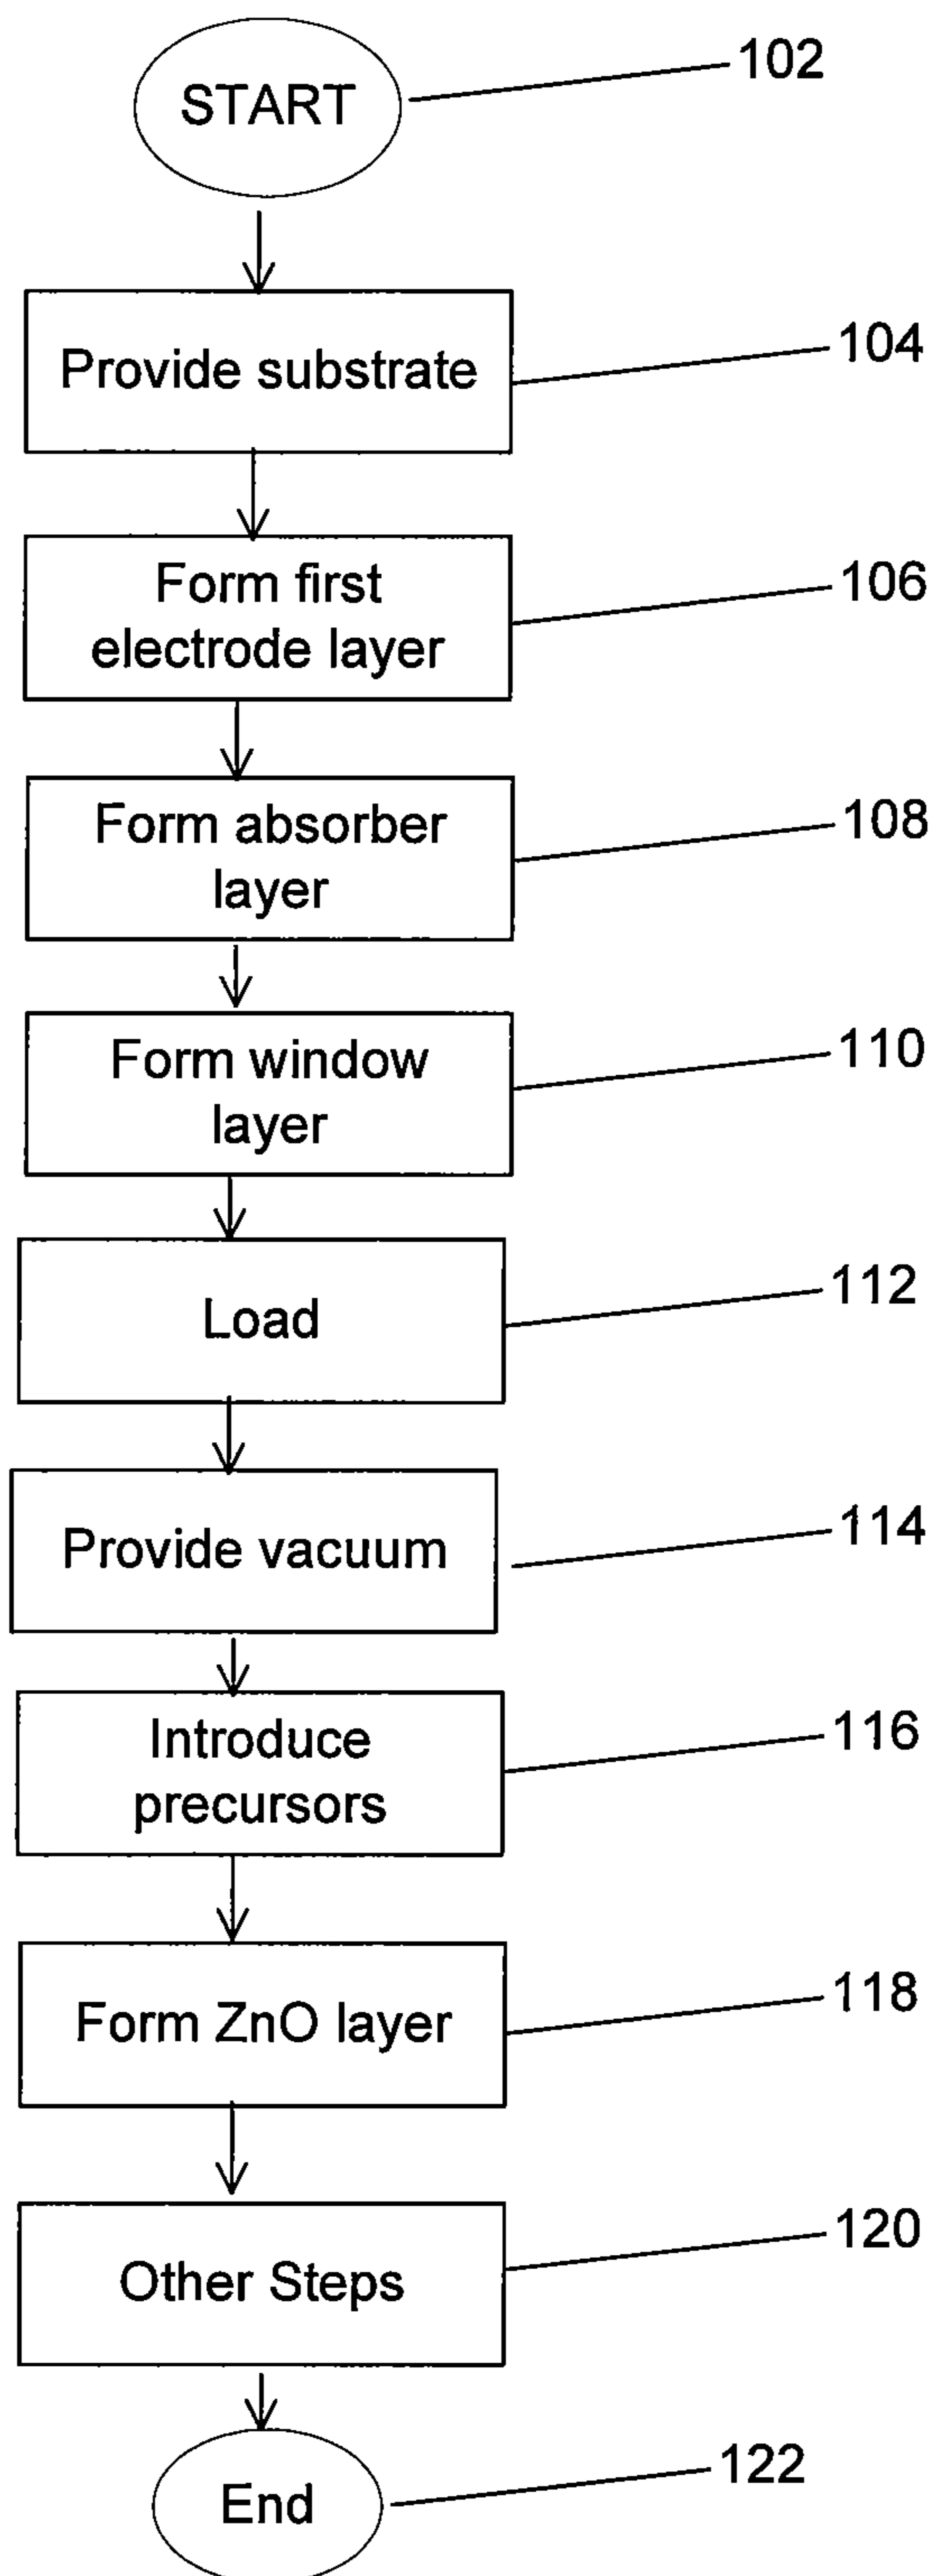 START
102
Provide substrate
104
Form first
electrode layer
106
Form absorber
layer
108
Form window
layer
110
Load
112
Provide vacuum
114
Introduce
precursors
116
Form ZnO layer
118
Other Steps
120
End
122